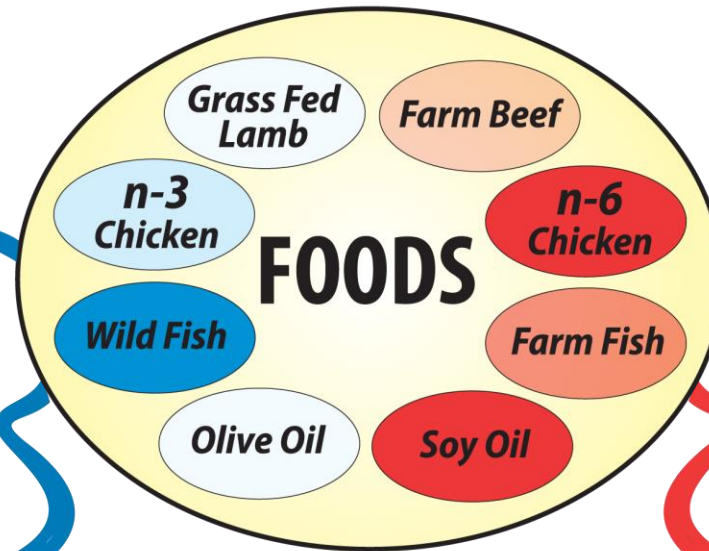 Grass Fed
Lamb
Farm Beef
n-3
Chicken
n-6
Chicken
FOODS
Wild Fish
Farm Fish
Olive Oil
Soy Oil